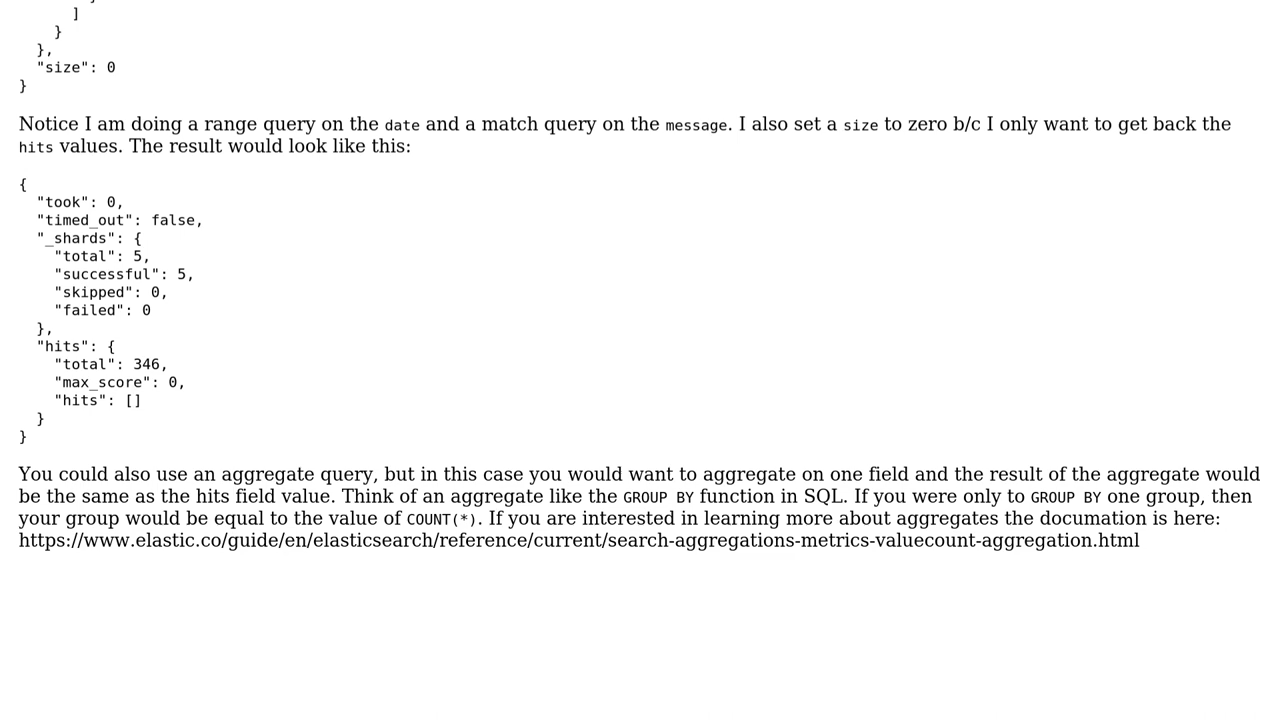 ]
}
},
"size": 0
}
Notice I am doing a range query on the date and a match query on the message. I also set a size to zero b/c I only want to get back the
hits values. The result would look like this:
{
"took": 0,
"timed_out": false,
"_shards": {
"total": 5,
"successful": 5,
"skipped": 0,
"failed": 0
},
"hits": {
"total": 346,
"max_score": 0,
"hits": []
}
}
You could also use an aggregate query, but in this case you would want to aggregate on one field and the result of the aggregate would
be the same as the hits field value. Think of an aggregate like the GROUP BY function in SQL. If you were only to GROUP BY one group, then
your group would be equal to the value of COUNT(*). If you are interested in learning more about aggregates the documation is here:
https://www.elastic.co/guide/en/elasticsearch/reference/current/search-aggregations-metrics-valuecount-aggregation.html